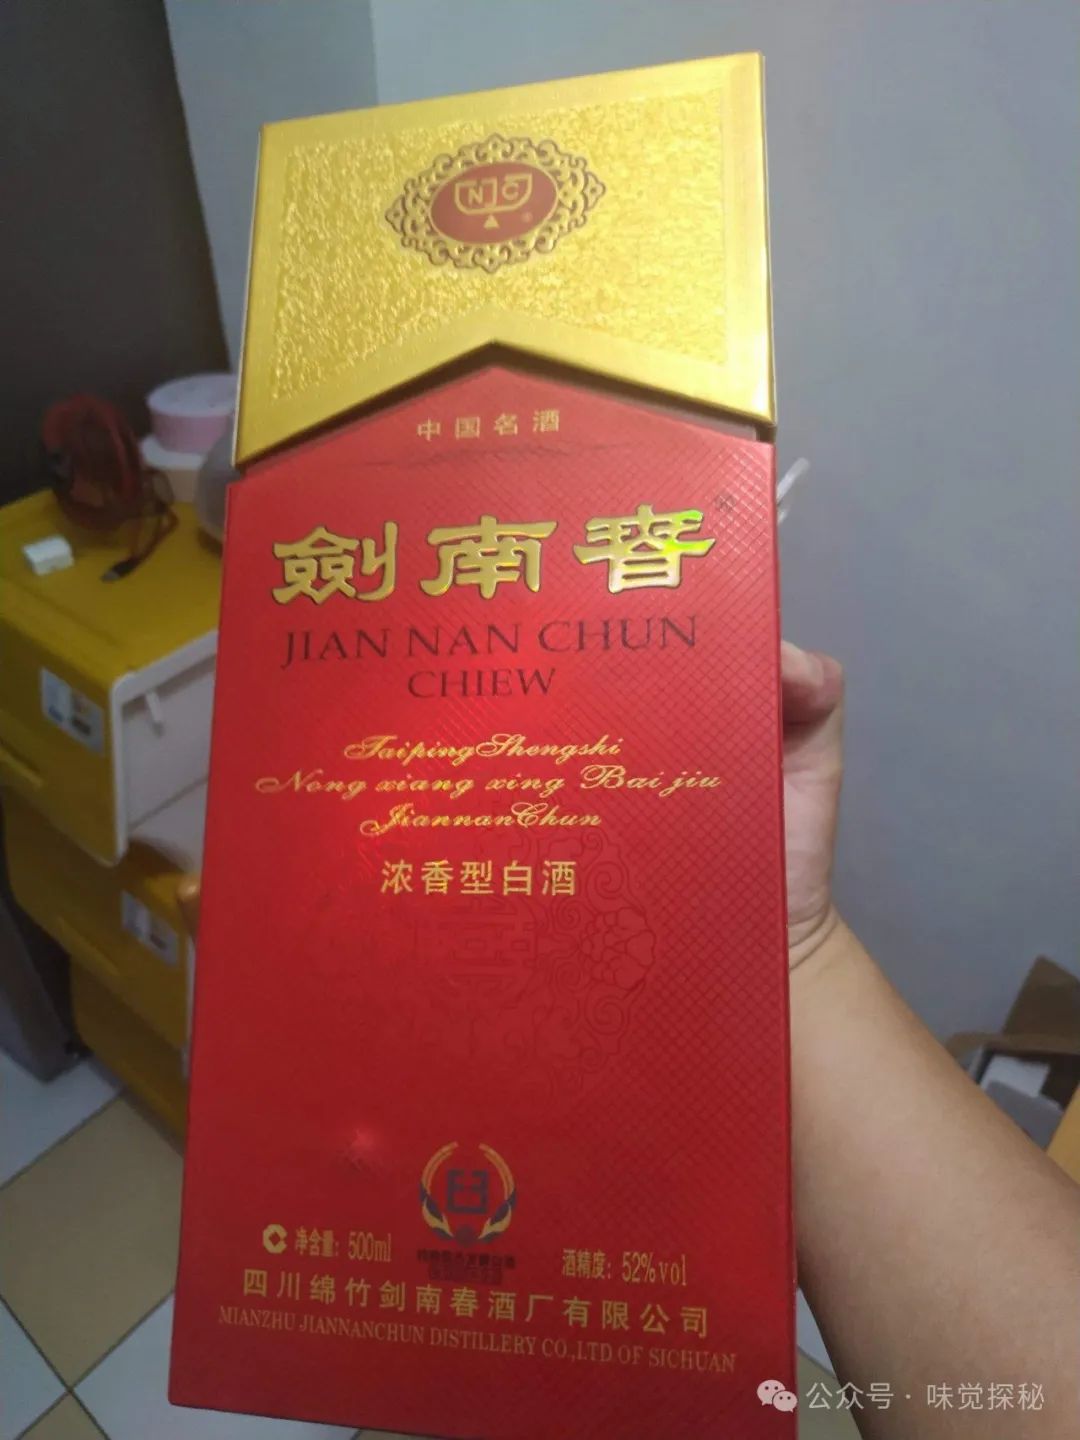 NJC
®
中国名酒
劍南春
JIAN NAN CHUN
CHIEW
Taiping Shengshi
Nong xiang xing Bai jiu
JiannanChun
浓香型白酒
净含量: 500ml
酒精度: 52%vol
四川绵竹剑南春酒厂有限公司
MIANZHU JIANNANCHUN DISTILLERY CO.,LTD.OF SICHUAN
公众号 · 味觉探秘